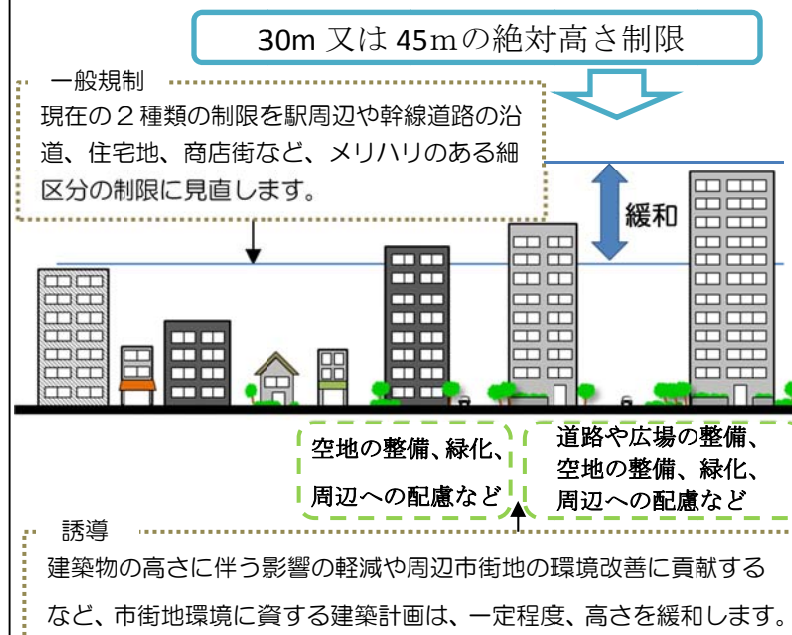 30m 又は 45ｍの絶対高さ制限
一般規制
現在の２種類の制限を駅周辺や幹線道路の沿
道、住宅地、商店街など、メリハリのある細
区分の制限に見直します。
緩和
空地の整備、緑化、
周辺への配慮など
道路や広場の整備、
空地の整備、緑化、
周辺への配慮など
誘導
建築物の高さに伴う影響の軽減や周辺市街地の環境改善に貢献する
など、市街地環境に資する建築計画は、一定程度、高さを緩和します。